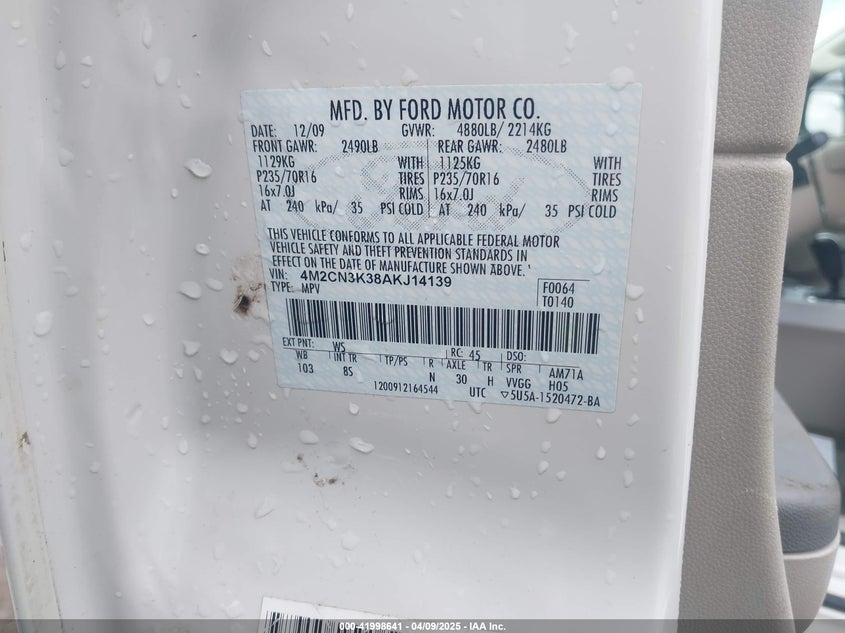 MFD. BY FORD MOTOR CO.
DATE: 12/09 GVWR: 4880LB/ 2214KG
FRONT GAWR: 2490LB REAR GAWR: 2480LB
1129KG WITH 1125KG WITH
P235/70R16 TIRES P235/70R16 TIRES
16x7.0J RIMS 16x7.0J RIMS
AT 240 kPa/ 35 PSI COLD AT 240 kPa/ 35 PSI COLD
THIS VEHICLE CONFORMS TO ALL APPLICABLE FEDERAL MOTOR
VEHICLE SAFETY AND THEFT PREVENTION STANDARDS IN
EFFECT ON THE DATE OF MANUFACTURE SHOWN ABOVE.
VIN: 4M2CN3K38AKJ14139 F0064
TYPE: MPV T0140
EXT PNT: WS RC: 45 DSO:
WB INT TR TP/PS R AXLE TR SPR AM71A
103 8S N 30 H VVGG H05
1200912164544 UTC ▽5U5A-1520472-BA
000-41998641 | 04/09/2025 | IAA Inc.